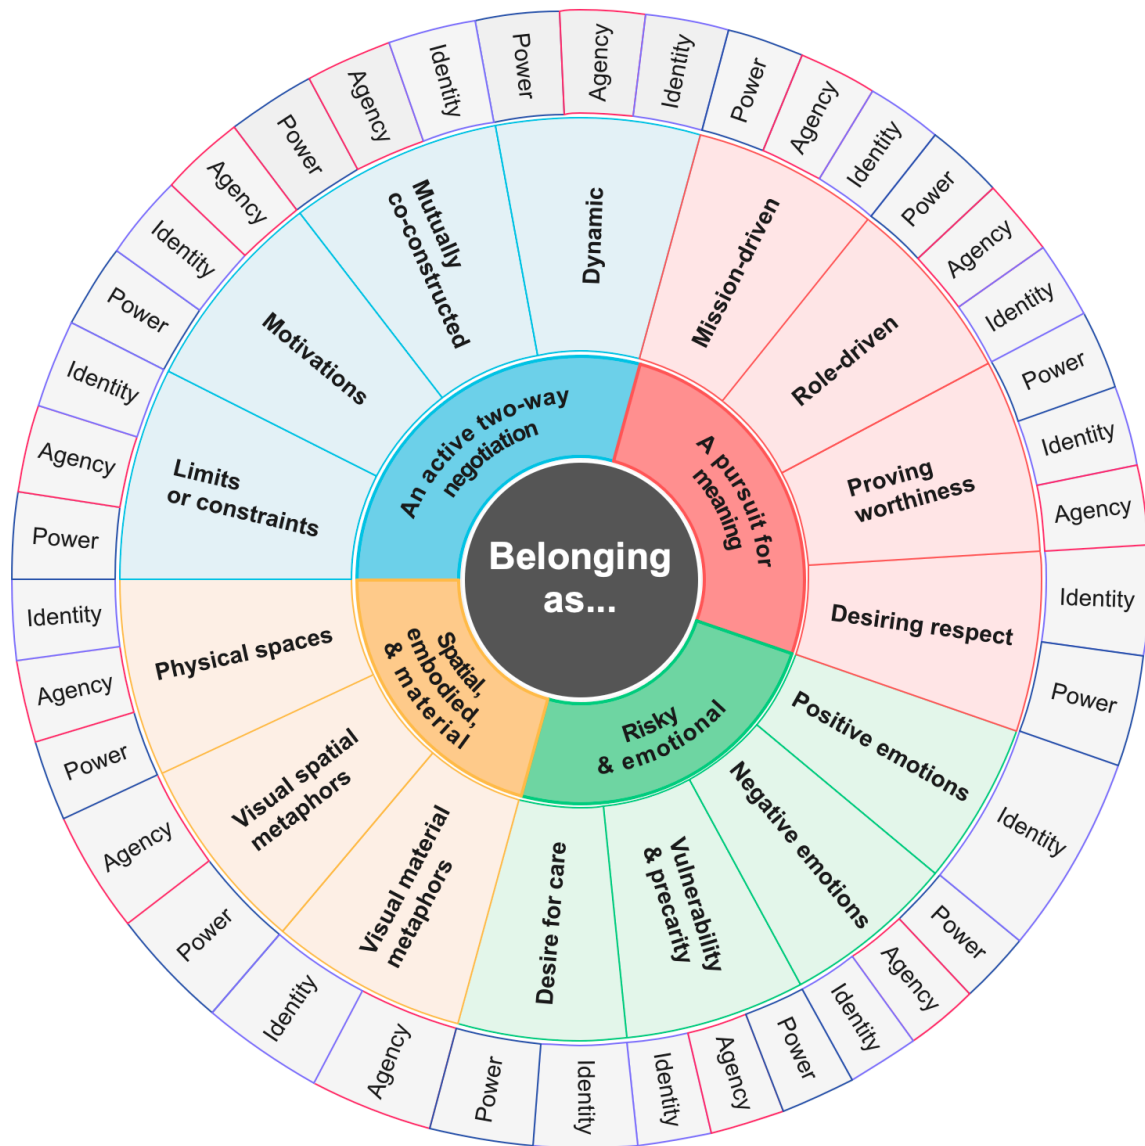 Belonging
as...
An active two-way
negotiation
A pursuit for
meaning
Risky
& emotional
Spatial,
embodied,
& material
Limits
or constraints
Motivations
Mutually
co-constructed
Dynamic
Mission-driven
Role-driven
Proving
worthiness
Desiring respect
Positive emotions
Negative emotions
Vulnerability
& precarity
Desire for care
Visual material
metaphors
Visual spatial
metaphors
Physical spaces
Power
Agency
Identity
Power
Identity
Agency
Power
Agency
Identity
Power
Agency
Identity
Power
Agency
Identity
Power
Agency
Identity
Power
Identity
Agency
Identity
Power
Identity
Power
Agency
Identity
Power
Agency
Identity
Identity
Power
Agency
Identity
Power
Agency
Power
Agency
Identity